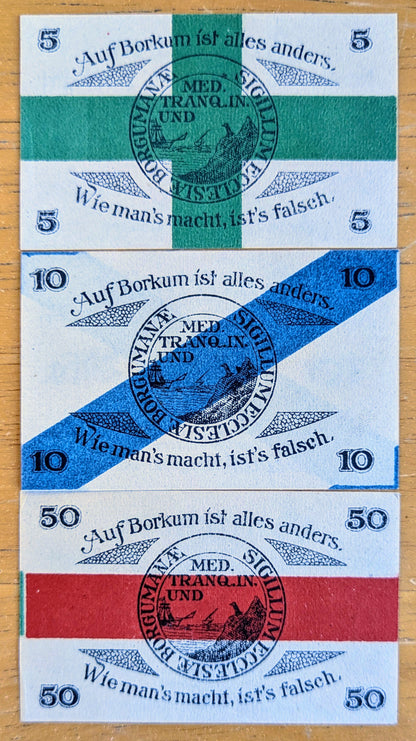 5 5
Auf Borkum ist alles anders.
SIGILLUM ECCLESIÆ BORGUMANÆ
MED.
TRANQ.IN.
UND
Wie man's macht, ist's falsch.
5 5
10 10
Auf Borkum ist alles anders.
SIGILLUM ECCLESIÆ BORGUMANÆ
MED.
TRANQ.IN.
UND
Wie man's macht, ist's falsch.
10 10
50 50
Auf Borkum ist alles anders.
SIGILLUM ECCLESIÆ BORGUMANÆ
MED.
TRANQ.IN.
UND
Wie man's macht, ist's falsch.
50 50